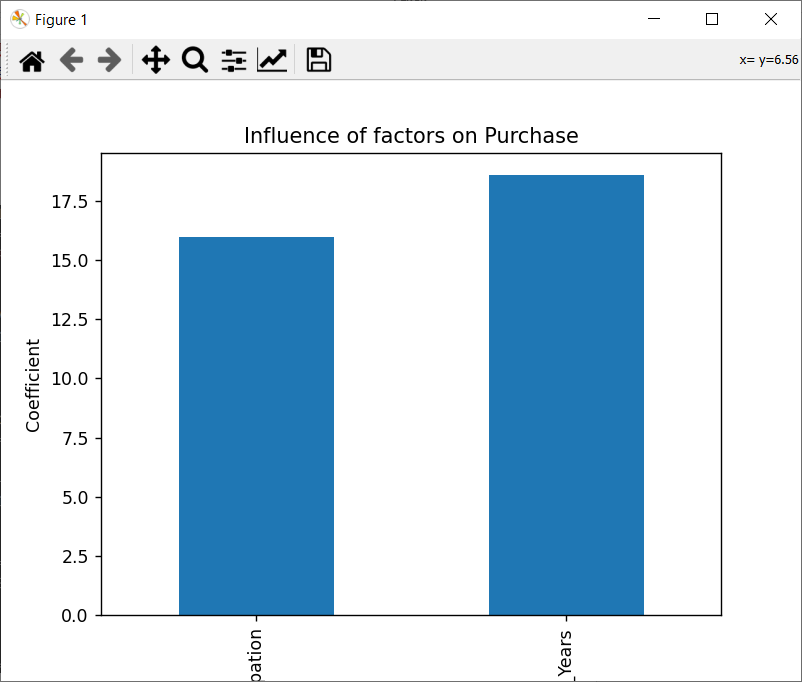 Figure 1
x= y=6.56
Influence of factors on Purchase
17.5
15.0
12.5
10.0
7.5
5.0
2.5
0.0
Coefficient
pation
_Years